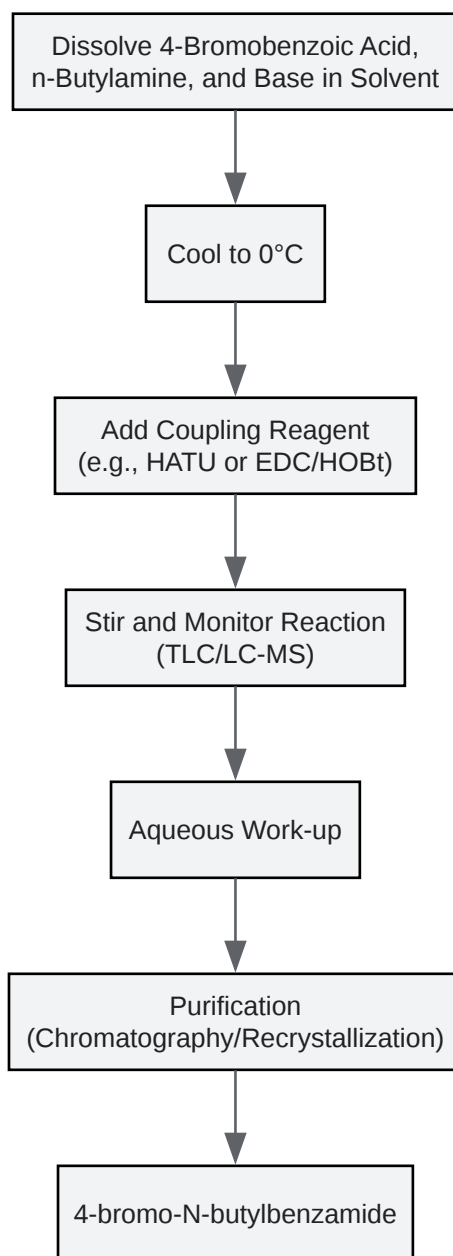 Dissolve 4-Bromobenzoic Acid,
n-Butylamine, and Base in Solvent
Cool to 0°C
Add Coupling Reagent
(e.g., HATU or EDC/HOBt)
Stir and Monitor Reaction
(TLC/LC-MS)
Aqueous Work-up
Purification
(Chromatography/Recrystallization)
4-bromo-N-butylbenzamide